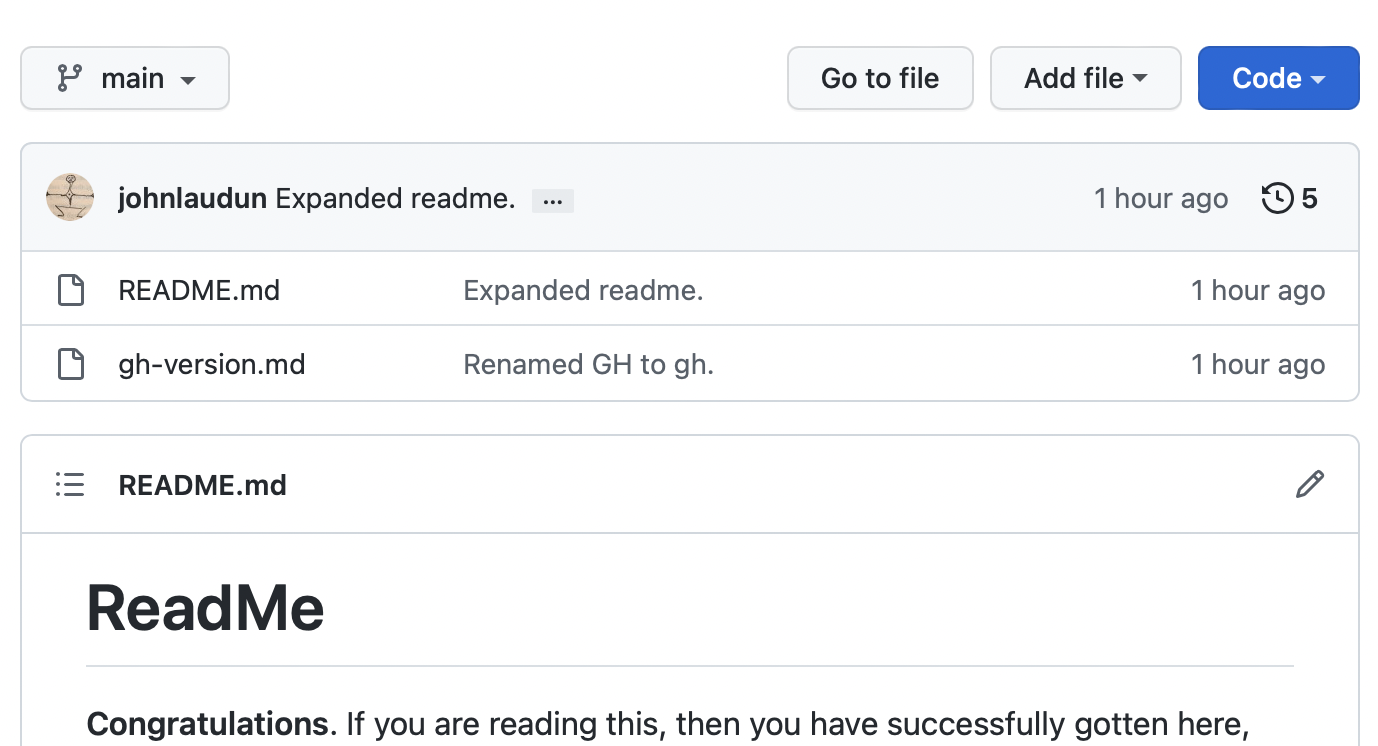 main Go to file Add file Code
johnlaudun Expanded readme. ... 1 hour ago 5
README.md Expanded readme. 1 hour ago
gh-version.md Renamed GH to gh. 1 hour ago
README.md
ReadMe
Congratulations. If you are reading this, then you have successfully gotten here,